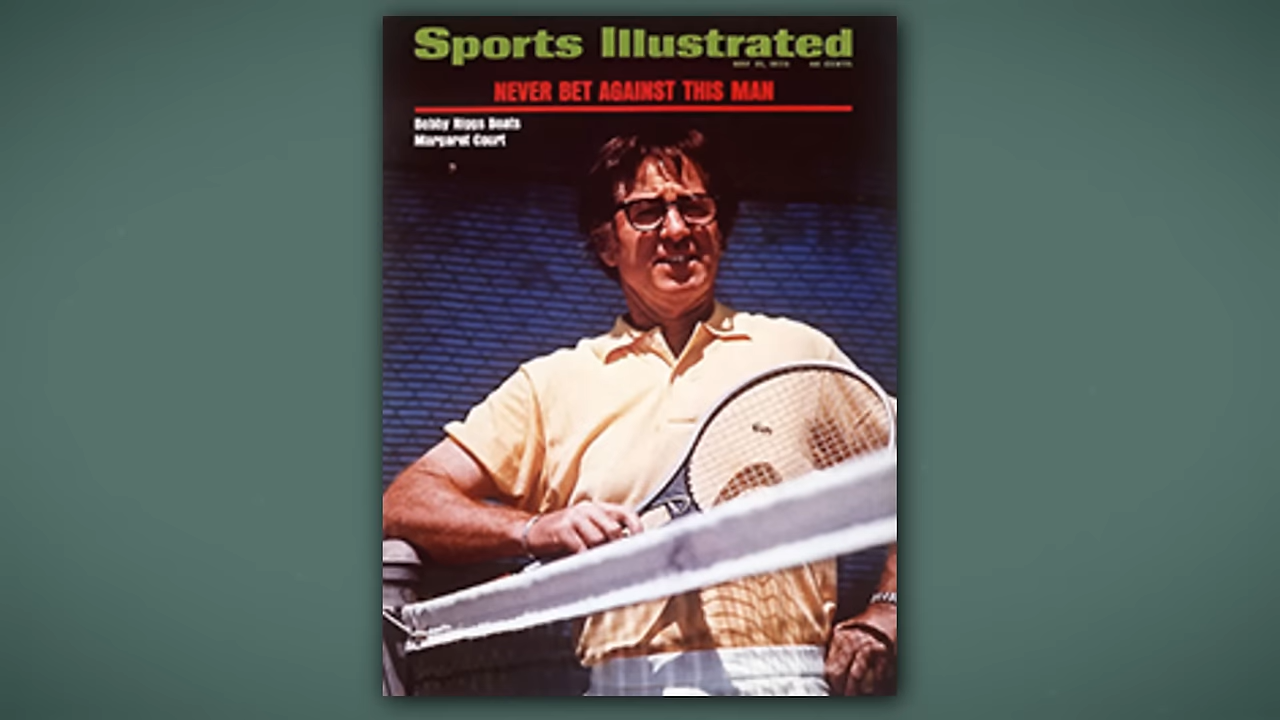 Sports Illustrated
NEVER BET AGAINST THIS MAN
Bobby Riggs Beats
Margaret Court